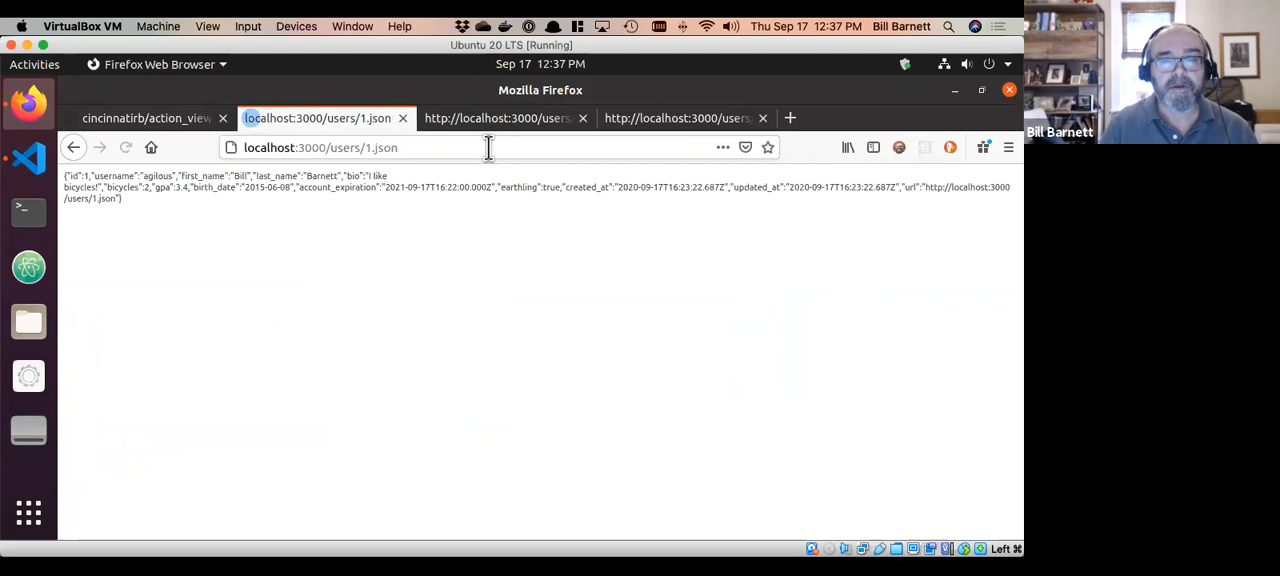 VirtualBox VM Machine View Input Devices Window Help Thu Sep 17 12:37 PM Bill Barnett
Ubuntu 20 LTS [Running]
Activities Firefox Web Browser Sep 17 12:37 PM
Mozilla Firefox
cincinnatirb/action_view localhost:3000/users/1.json http://localhost:3000/users/ http://localhost:3000/users/
Bill Barnett
localhost:3000/users/1.json
{"id":1,"username":"agilous","first_name":"Bill","last_name":"Barnett","bio":"I like
bicycles!","bicycles":2,"gpa":3.4,"birth_date":"2015-06-08","account_expiration":"2021-09-17T16:22:00.000Z","earthling":true,"created_at":"2020-09-17T16:23:22.687Z","updated_at":"2020-09-17T16:23:22.687Z","url":"http://localhost:3000
/users/1.json"}
Left ⌘